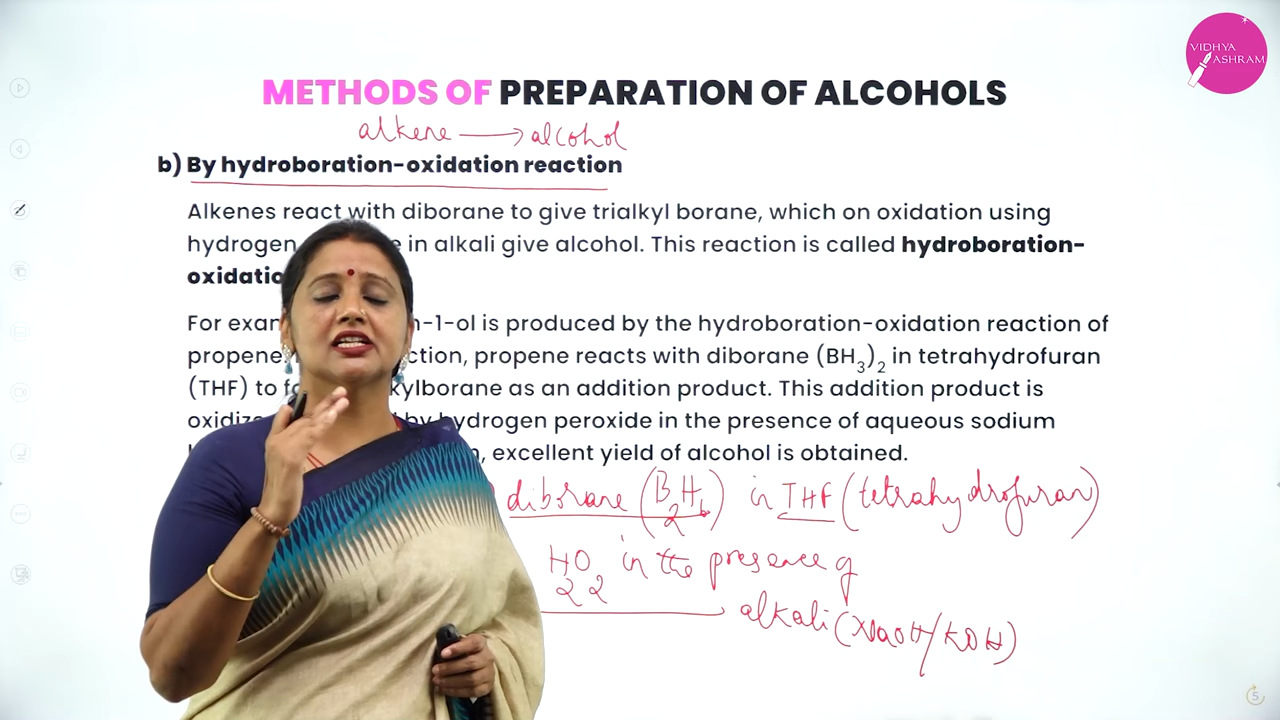 VIDHYA
ASHRAM
METHODS OF PREPARATION OF ALCOHOLS
alkene → alcohol
b) By hydroboration-oxidation reaction
Alkenes react with diborane to give trialkyl borane, which on oxidation using
hydrogen e in alkali give alcohol. This reaction is called hydroboration-
oxidatio
For exam n-1-ol is produced by the hydroboration-oxidation reaction of
propene. ction, propene reacts with diborane (BH3)2 in tetrahydrofuran
(THF) to fo kylborane as an addition product. This addition product is
oxidize by hydrogen peroxide in the presence of aqueous sodium
, excellent yield of alcohol is obtained.
diborane (B2H6) in THF (tetrahydrofuran)
H2O2 in the presence of
alkali (NaOH/KOH)
5